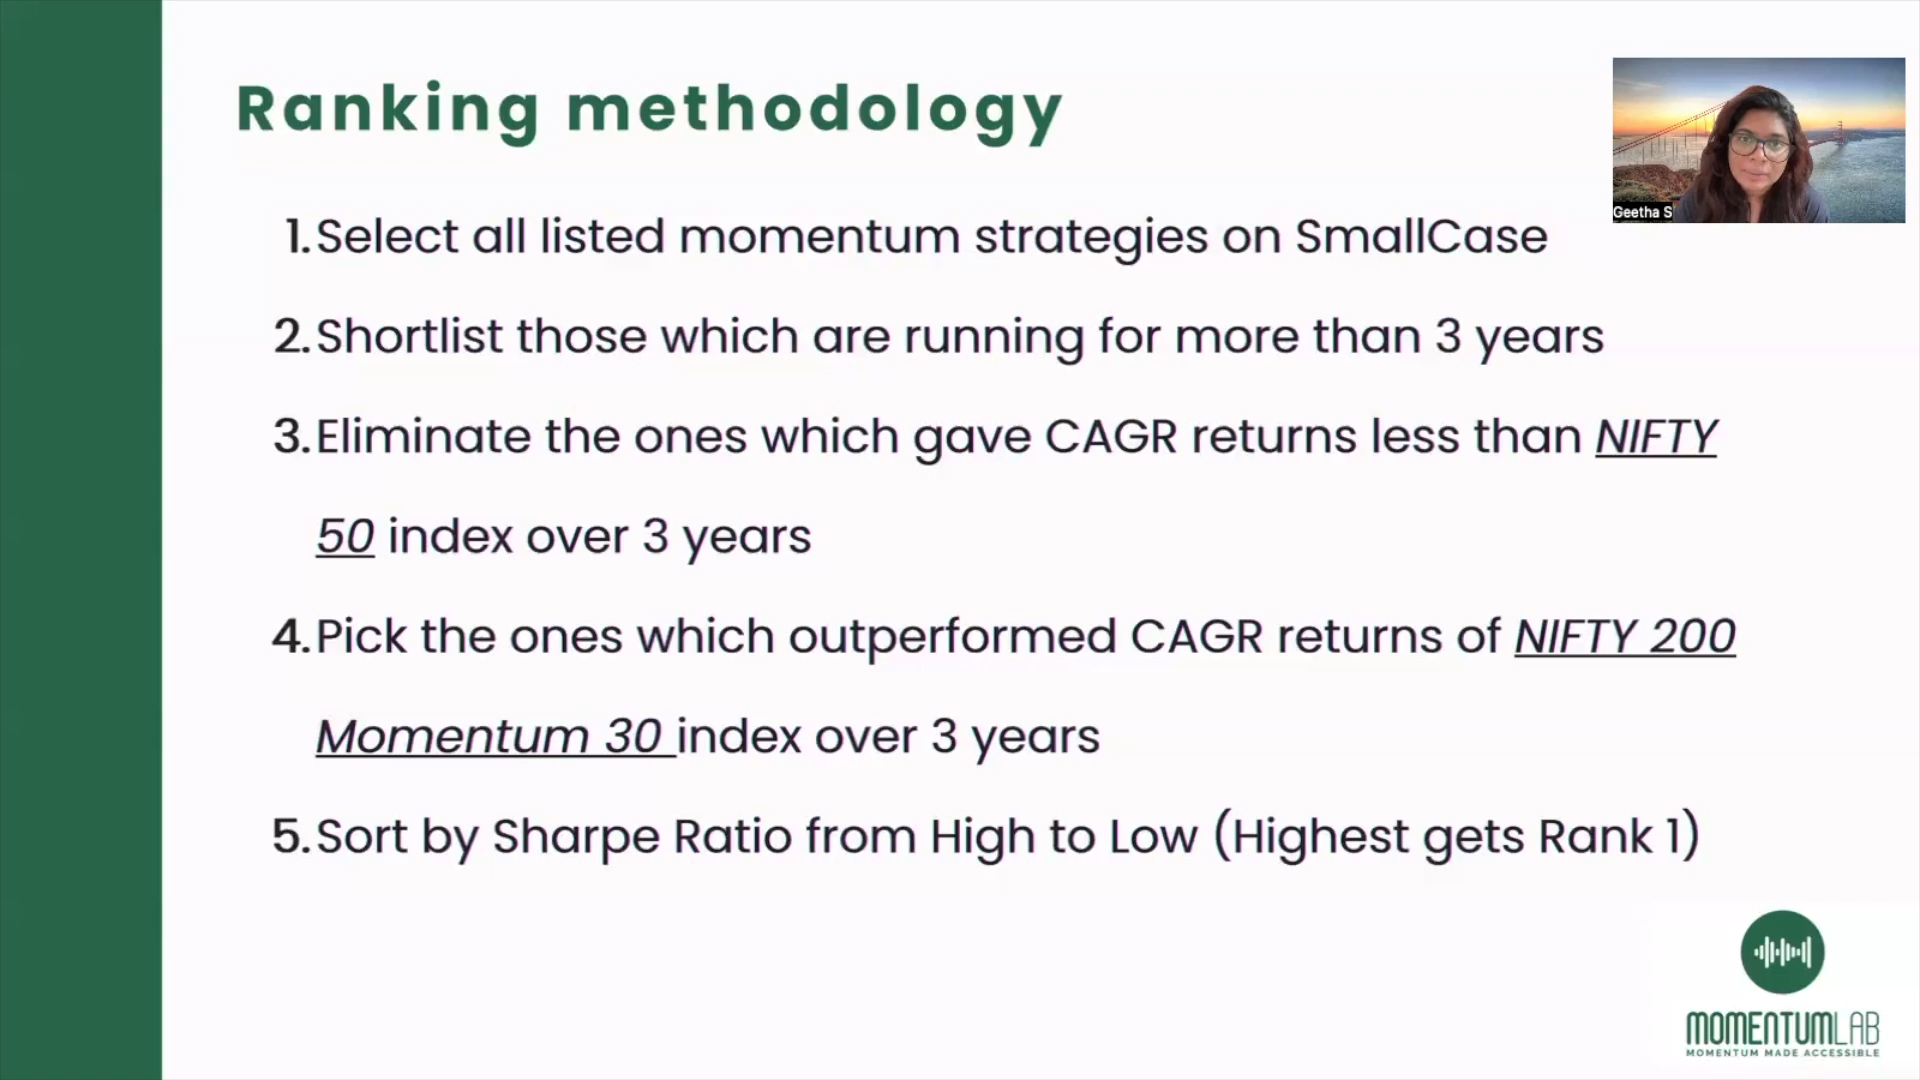 Ranking methodology
Geetha S
1. Select all listed momentum strategies on SmallCase
2. Shortlist those which are running for more than 3 years
3. Eliminate the ones which gave CAGR returns less than NIFTY
50 index over 3 years
4. Pick the ones which outperformed CAGR returns of NIFTY 200
Momentum 30 index over 3 years
5. Sort by Sharpe Ratio from High to Low (Highest gets Rank 1)
MOMENTUMLAB
MOMENTUM MADE ACCESSIBLE